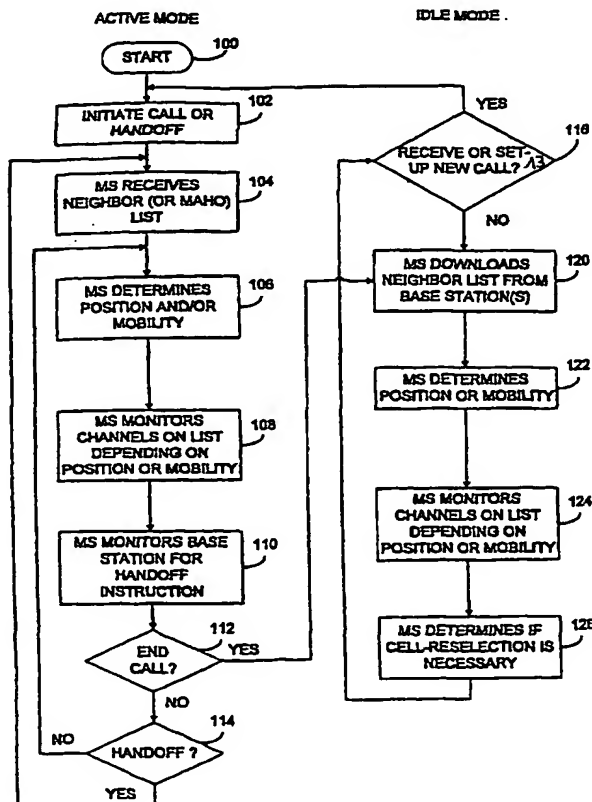 ACTIVE MODE
IDLE MODE .
START
100
INITIATE CALL OR
HANDOFF
102
MS RECEIVES
NEIGHBOR (OR MAHO)
LIST
104
MS DETERMINES
POSITION AND/OR
MOBILITY
106
MS MONITORS
CHANNELS ON LIST
DEPENDING ON
POSITION OR MOBILITY
108
MS MONITORS BASE
STATION FOR
HANDOFF
INSTRUCTION
110
END
CALL?
112
YES
NO
HANDOFF ?
114
NO
YES
YES
RECEIVE OR SET-
UP NEW CALL?
116
NO
MS DOWNLOADS
NEIGHBOR LIST FROM
BASE STATION(S)
120
MS DETERMINES
POSITION OR MOBILITY
122
MS MONITORS
CHANNELS ON LIST
DEPENDING ON
POSITION OR MOBILITY
124
MS DETERMINES IF
CELL-RESELECTION IS
NECESSARY
126